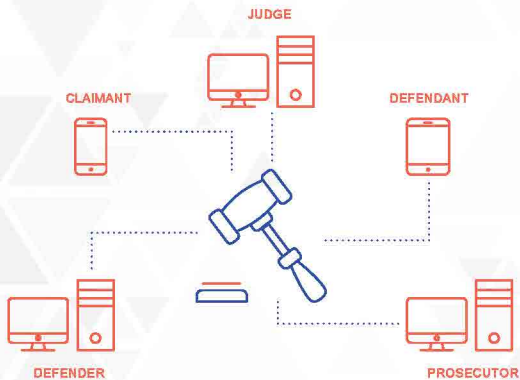 JUDGE
CLAIMANT
DEFENDANT
DEFENDER
PROSECUTOR